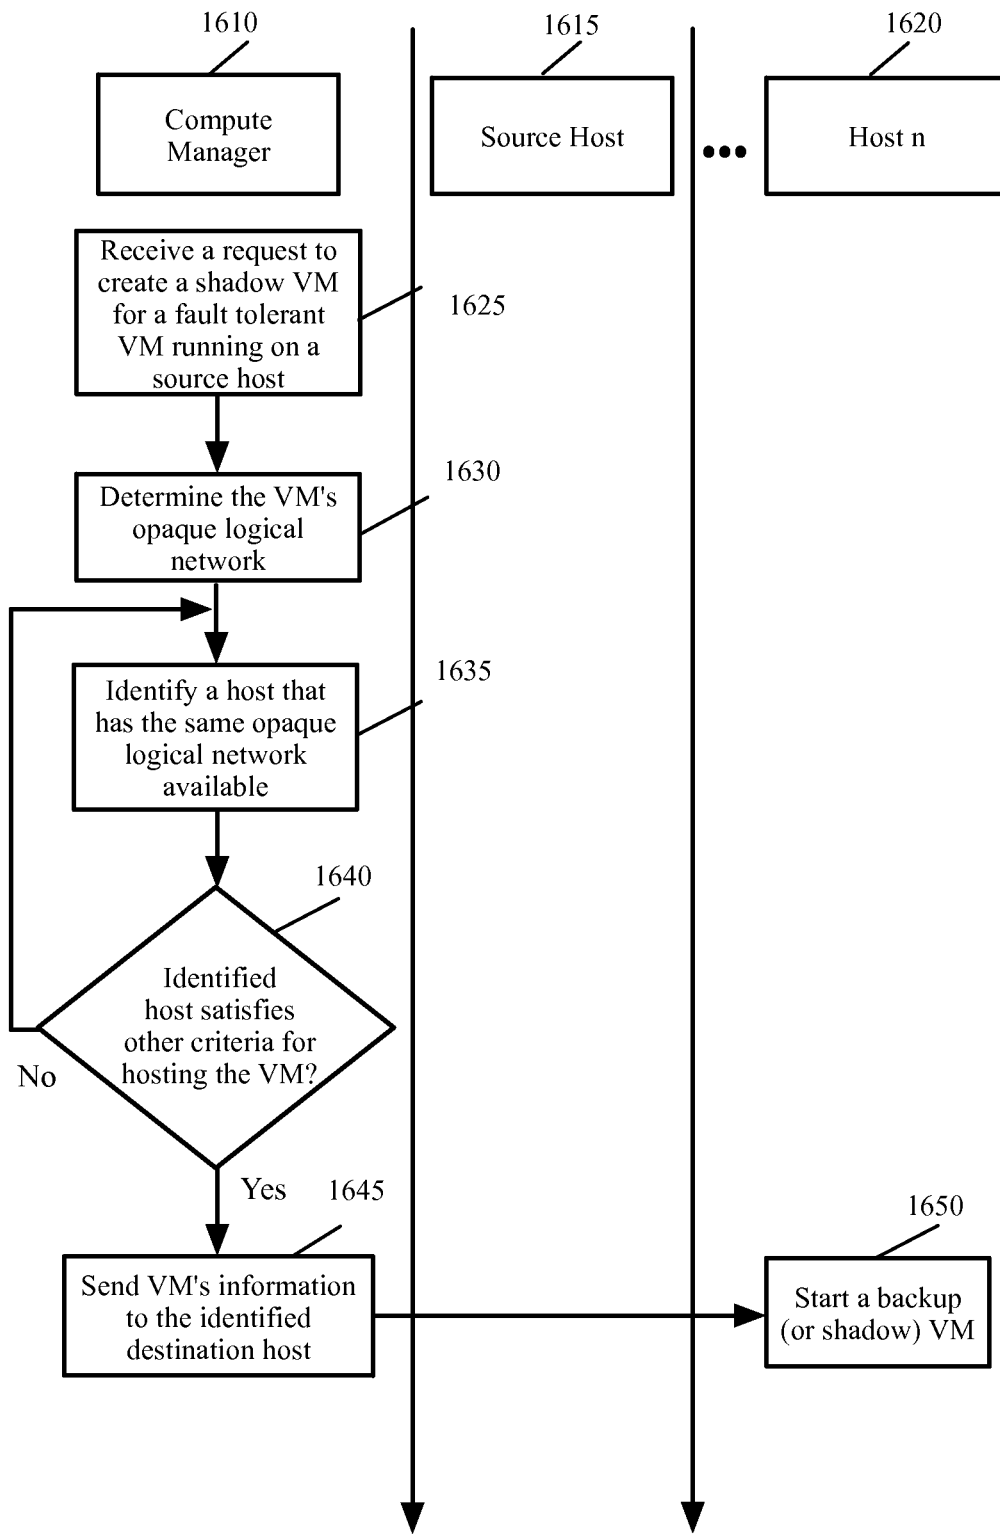 1610
1615
1620
Compute
Manager
Source Host
Host n
Receive a request to
create a shadow VM
for a fault tolerant
VM running on a
source host
1625
1630
Determine the VM's
opaque logical
network
1635
Identify a host that
has the same opaque
logical network
available
1640
Identified
host satisfies
other criteria for
hosting the VM?
No
Yes
1645
1650
Send VM's information
to the identified
destination host
Start a backup
(or shadow) VM